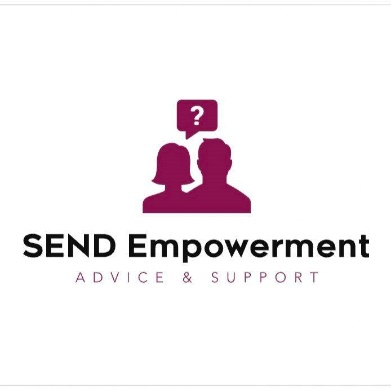 ?
SEND Empowerment
ADVICE & SUPPORT